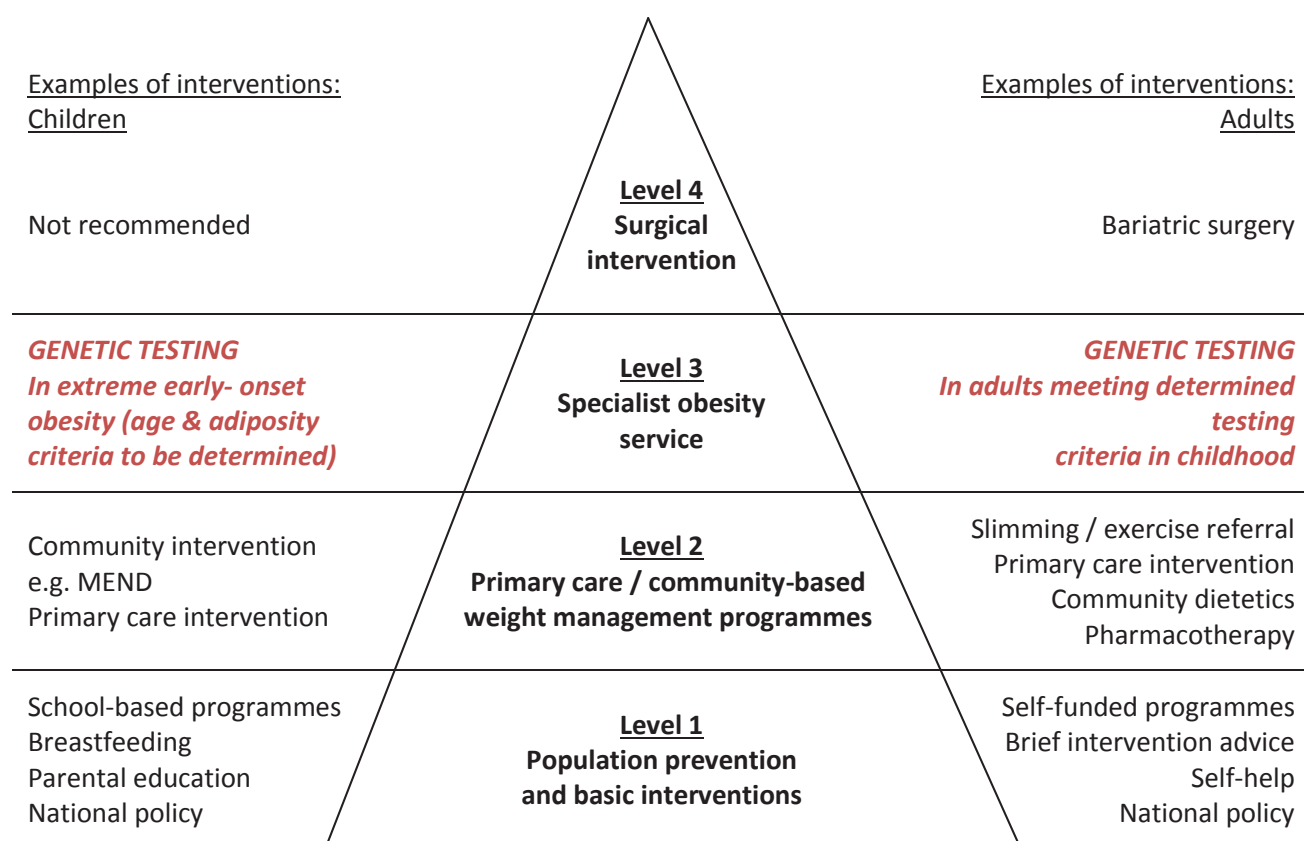 Examples of interventions:
Children
Examples of interventions:
Adults
Level 4
Surgical
intervention
Not recommended
Bariatric surgery
GENETIC TESTING
In extreme early- onset
obesity (age & adiposity
criteria to be determined)
Level 3
Specialist obesity
service
GENETIC TESTING
In adults meeting determined
testing
criteria in childhood
Community intervention
e.g. MEND
Primary care intervention
Level 2
Primary care / community-based
weight management programmes
Slimming / exercise referral
Primary care intervention
Community dietetics
Pharmacotherapy
School-based programmes
Breastfeeding
Parental education
National policy
Level 1
Population prevention
and basic interventions
Self-funded programmes
Brief intervention advice
Self-help
National policy